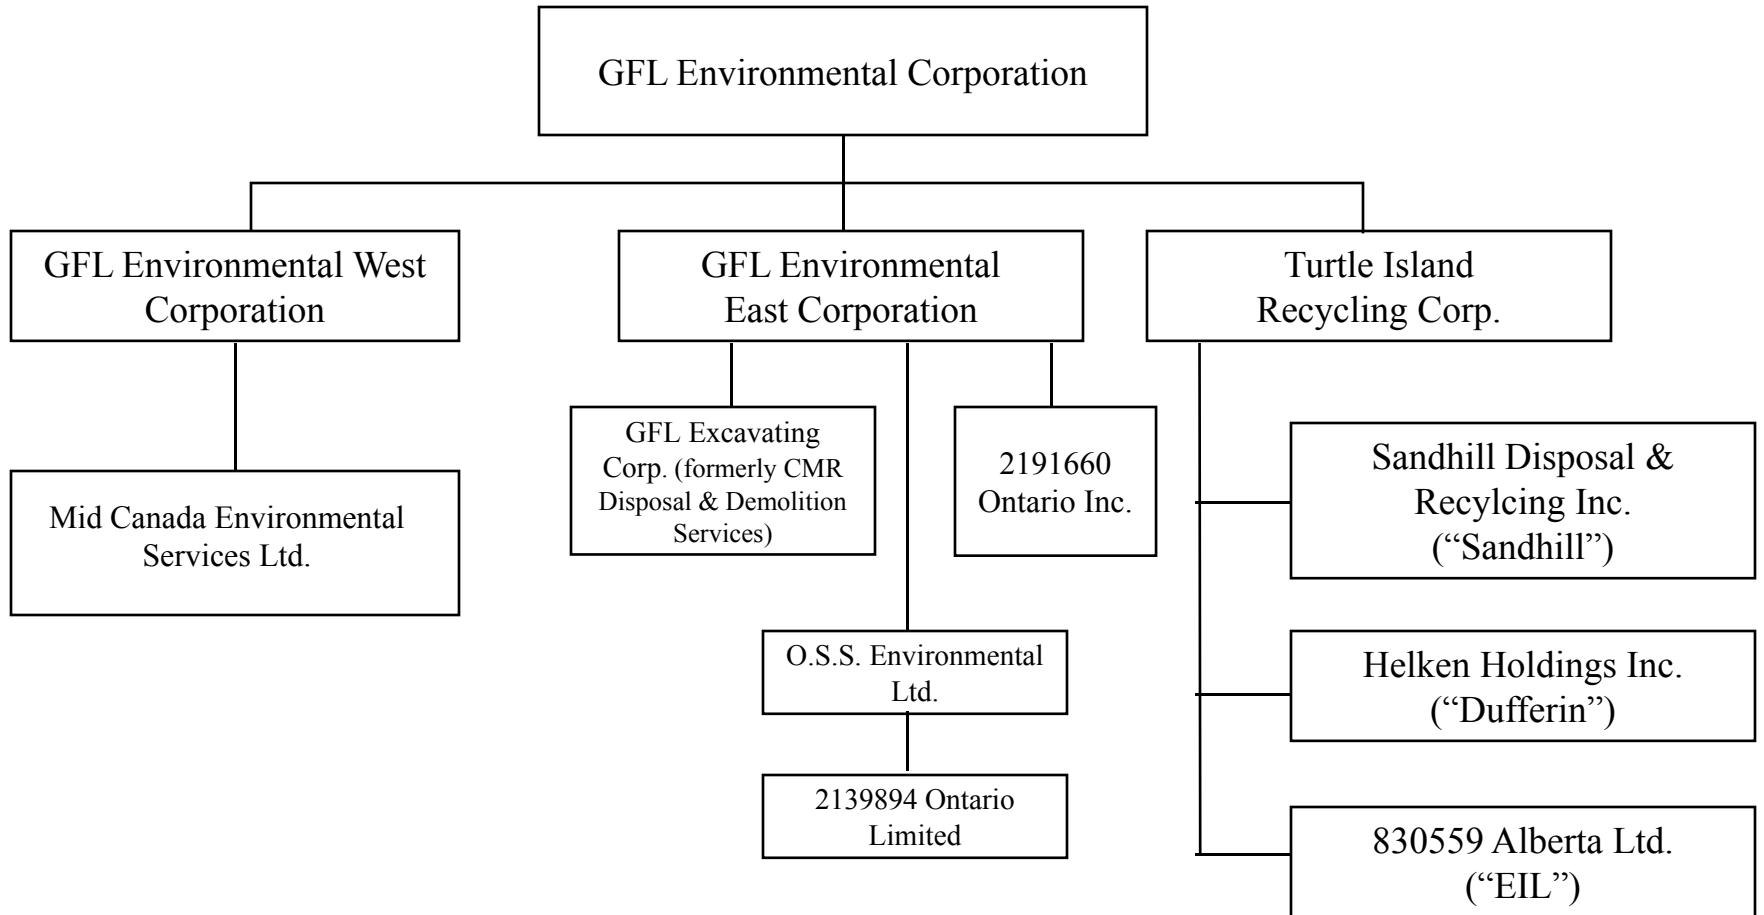 GFL Environmental Corporation
GFL Environmental West
Corporation
GFL Environmental
East Corporation
Turtle Island
Recycling Corp.
GFL Excavating
Corp. (formerly CMR
Disposal & Demolition
Services)
2191660
Ontario Inc.
Sandhill Disposal &
Recylcing Inc.
(“Sandhill”)
Mid Canada Environmental
Services Ltd.
O.S.S. Environmental
Ltd.
Helken Holdings Inc.
(“Dufferin”)
2139894 Ontario
Limited
830559 Alberta Ltd.
(“EIL”)